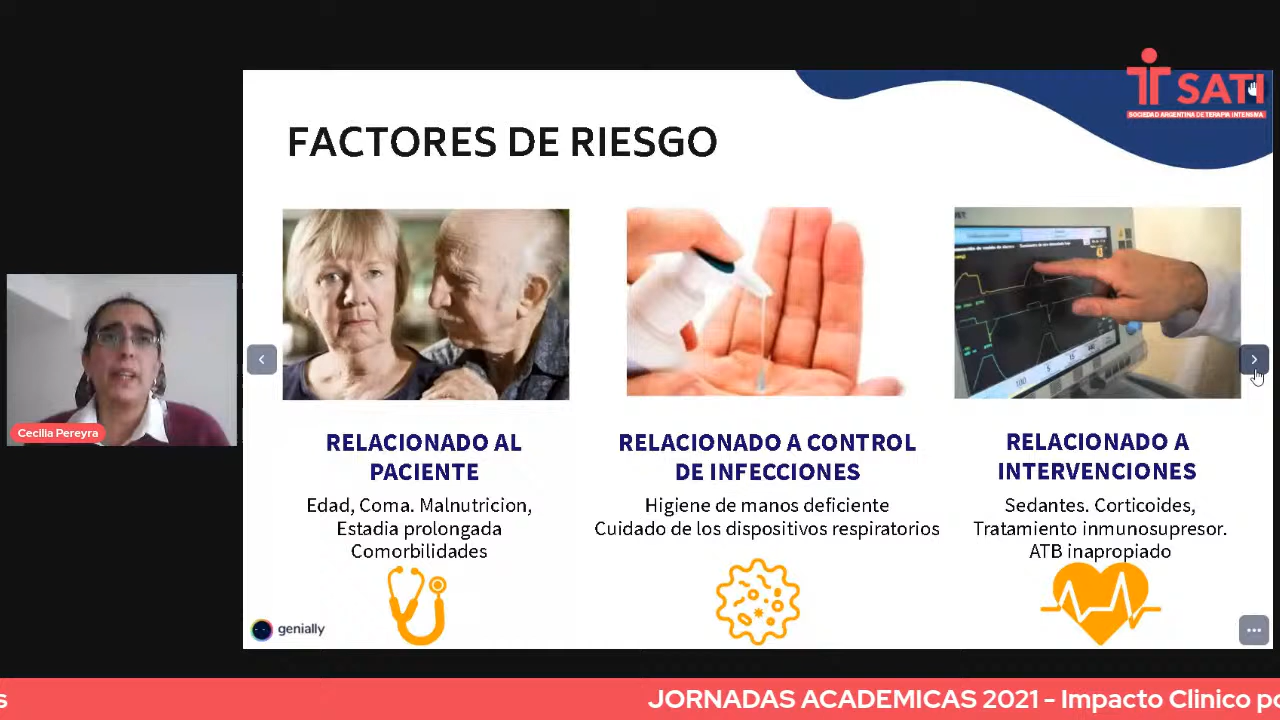 SATI
SOCIEDAD ARGENTINA DE TERAPIA INTENSIVA
FACTORES DE RIESGO
Cecilia Pereyra
RELACIONADO AL
PACIENTE
Edad, Coma. Malnutricion,
Estadia prolongada
Comorbilidades
RELACIONADO A CONTROL
DE INFECCIONES
Higiene de manos deficiente
Cuidado de los dispositivos respiratorios
RELACIONADO A
INTERVENCIONES
Sedantes. Corticoides,
Tratamiento inmunosupresor.
ATB inapropiado
genially
s
JORNADAS ACADEMICAS 2021 - Impacto Clinico po